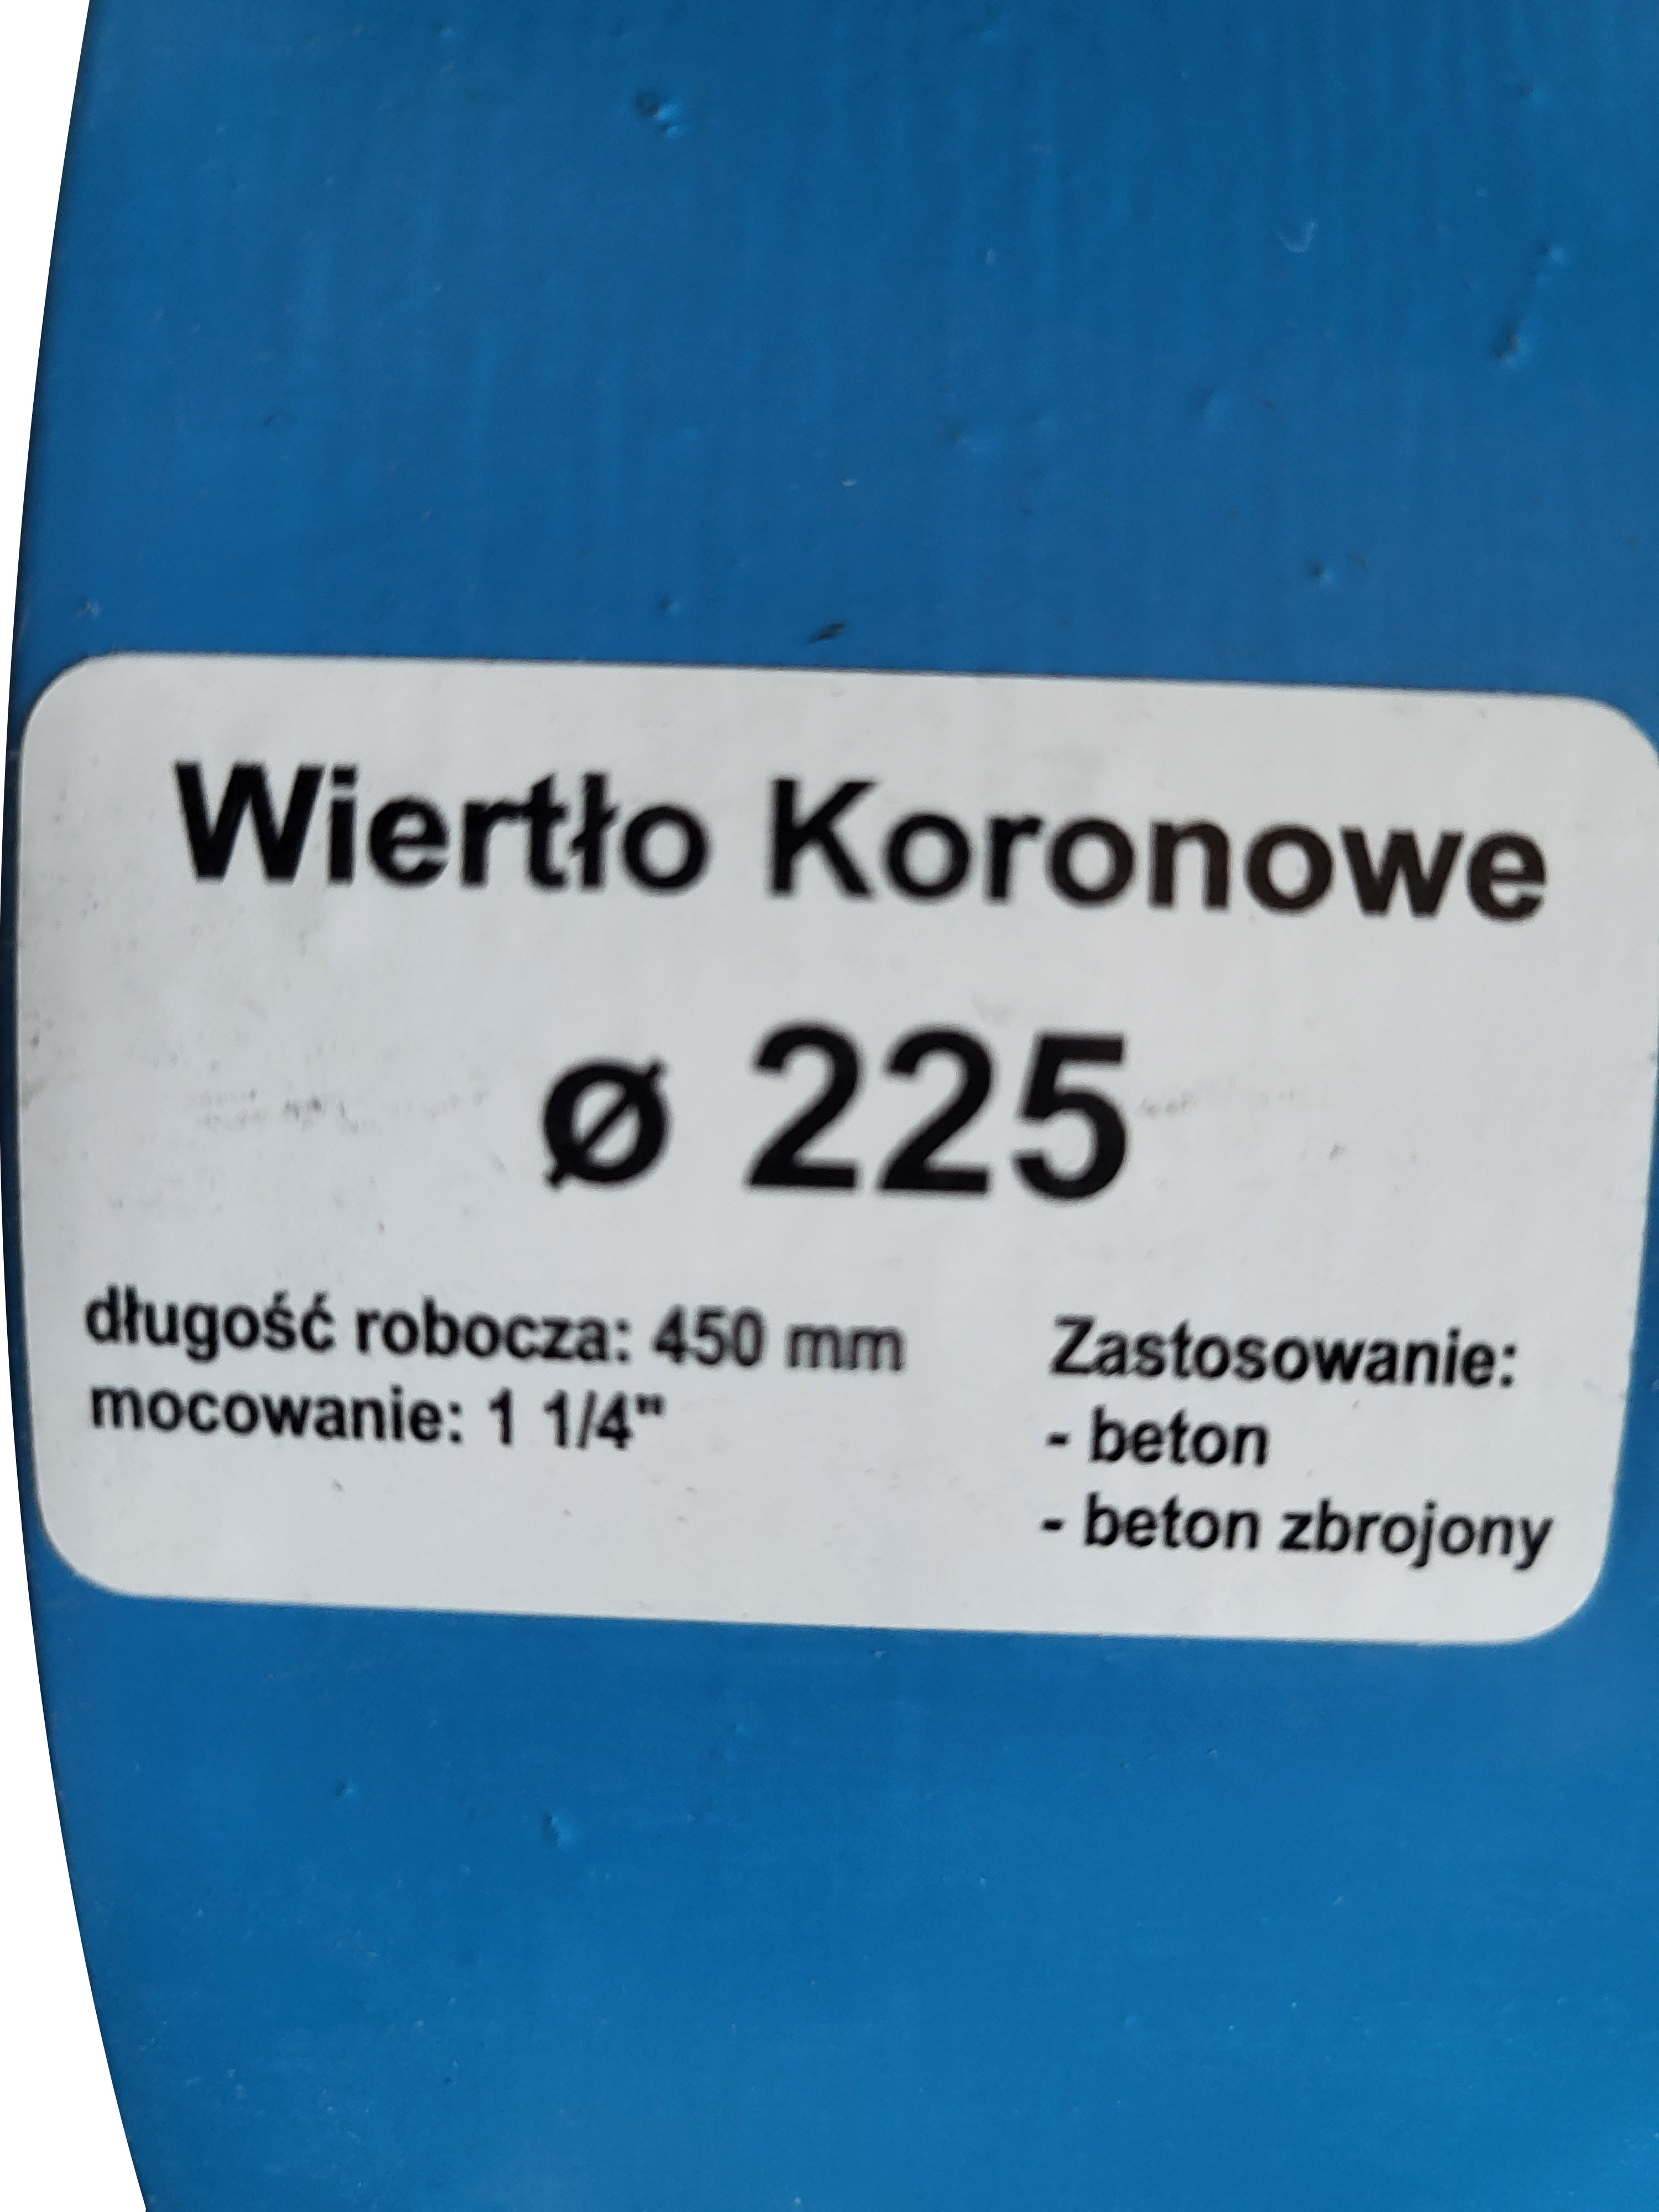 Wiertło Koronowe
ø 225
długość robocza: 450 mm
mocowanie: 1 1/4"
Zastosowanie:
- beton
- beton zbrojony